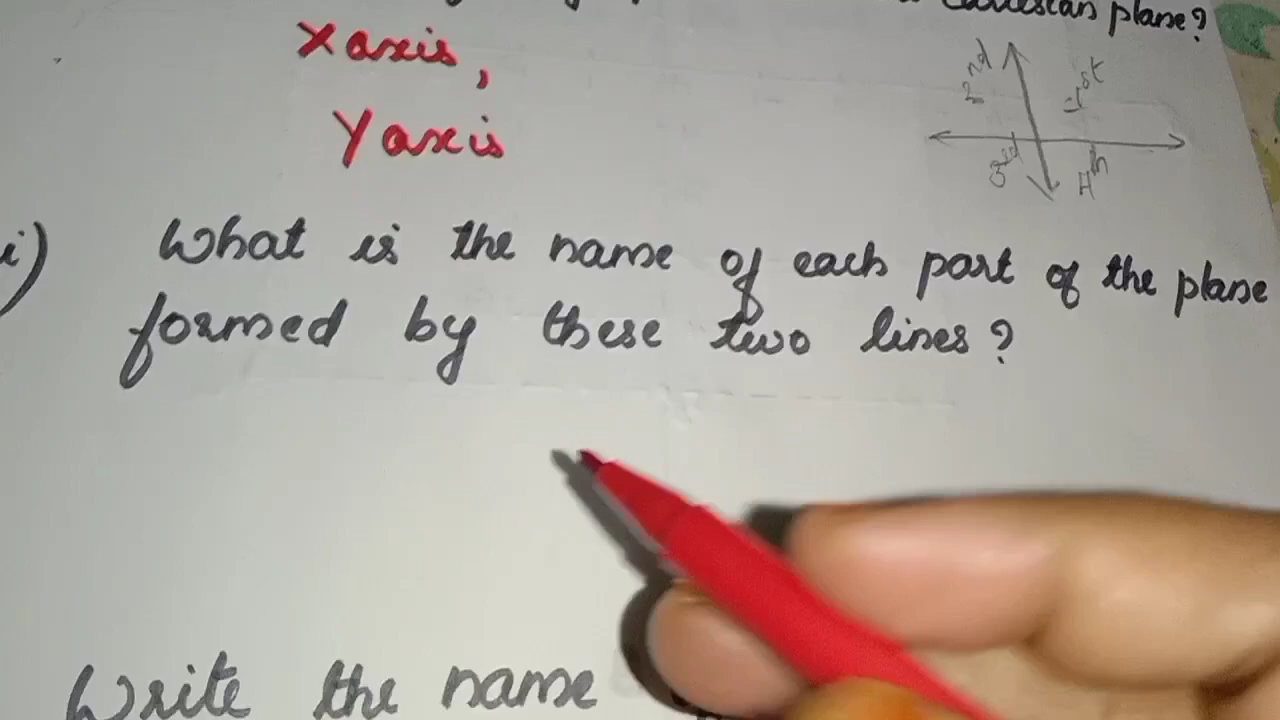 Cartesian plane?
X axis,
Y axis
2nd
1st
3rd
4th
i) What is the name of each part of the plane
formed by these two lines?
Write the name